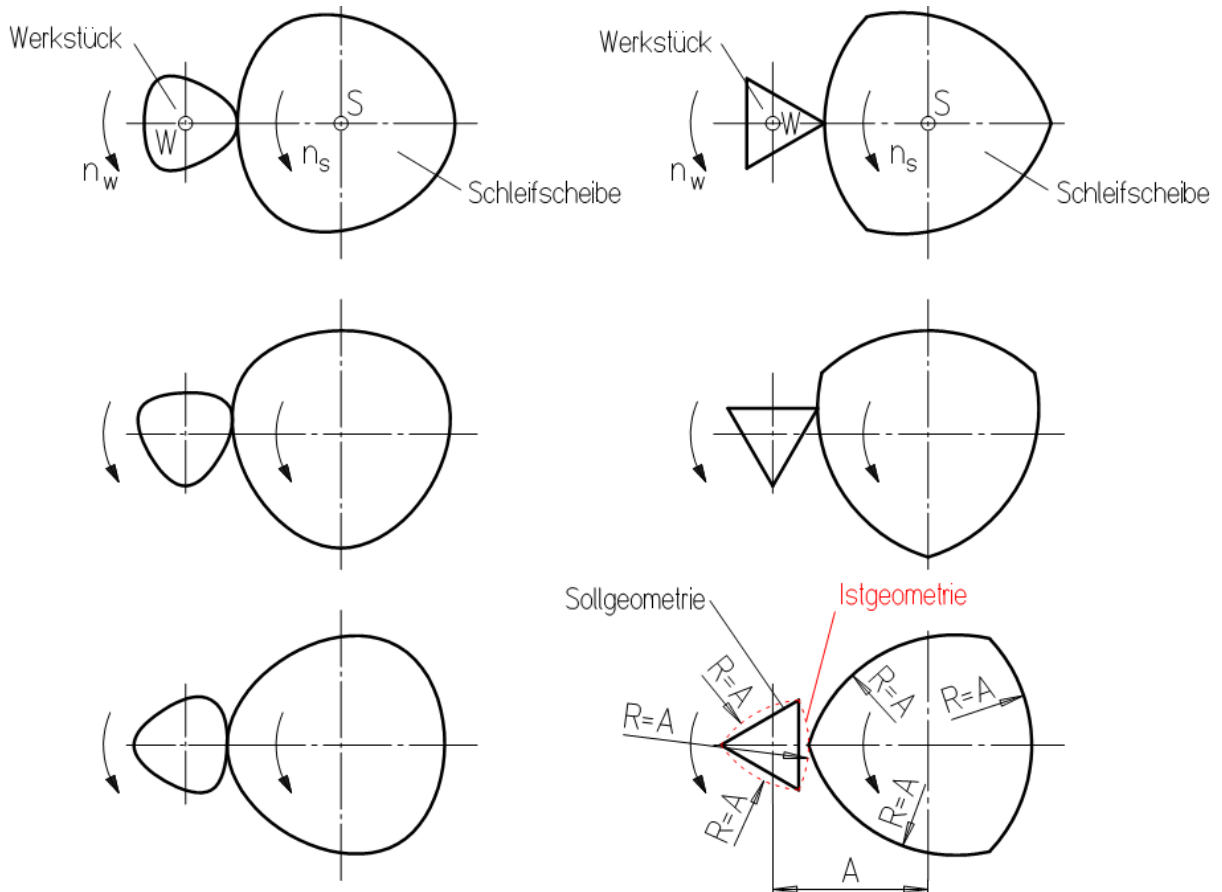 Werkstück
W
S
n_w
n_s
Schleifscheibe
Werkstück
W
S
n_w
n_s
Schleifscheibe
Sollgeometrie
Istgeometrie
R=A
R=A
R=A
R=A
R=A
R=A
A